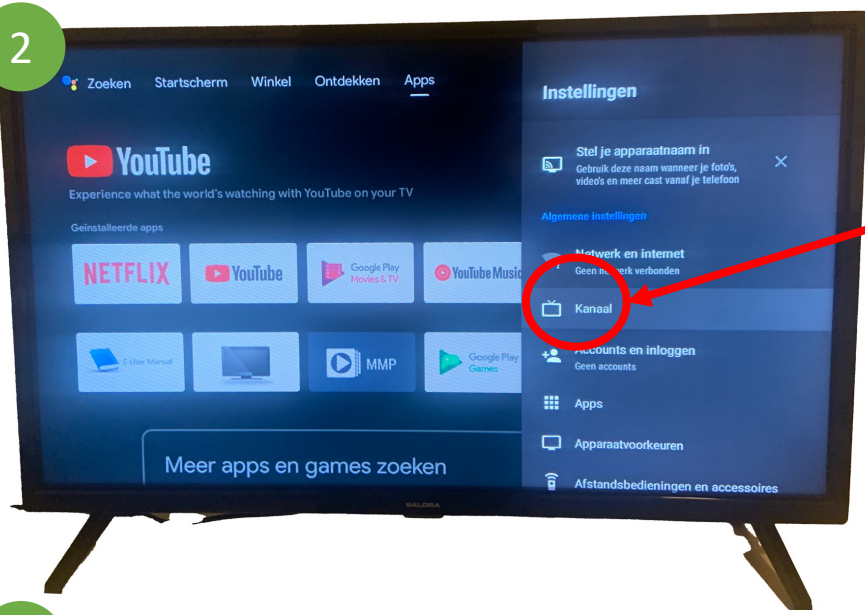 2
Zoeken Startscherm Winkel Ontdekken Apps
YouTube
Experience what the world's watching with YouTube on your TV
Geïnstalleerde apps
NETFLIX
YouTube
Google Play
Movies & TV
YouTube Music
E-User Manual
MMP
Google Play
Games
Meer apps en games zoeken
Instellingen
Stel je apparaatnaam in
Gebruik deze naam wanneer je foto's,
video's en meer cast vanaf je telefoon
Algemene instellingen
Netwerk en internet
Geen netwerk verbonden
Kanaal
Accounts en inloggen
Geen accounts
Apps
Apparaatvoorkeuren
Afstandsbedieningen en accessoires
SALORA